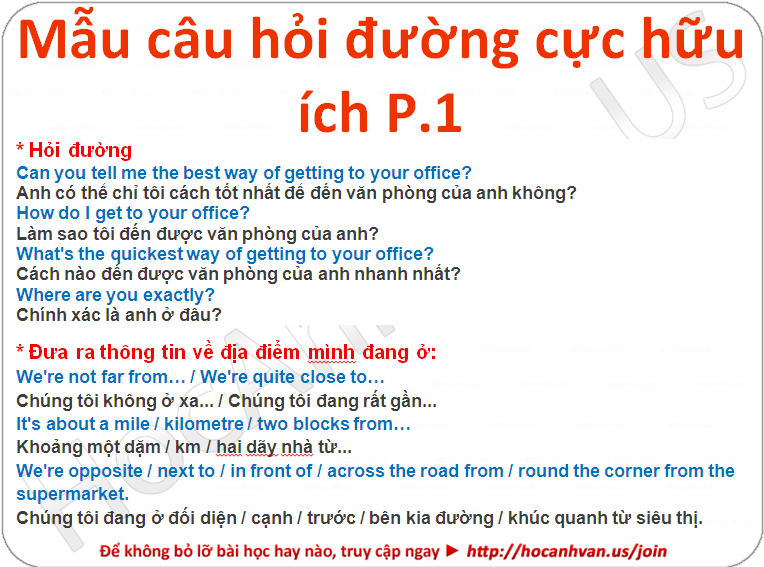 Mẫu câu hỏi đường cực hữu
ích P.1
* Hỏi đường
Can you tell me the best way of getting to your office?
Anh có thể chỉ tôi cách tốt nhất để đến văn phòng của anh không?
How do I get to your office?
Làm sao tôi đến được văn phòng của anh?
What's the quickest way of getting to your office?
Cách nào đến được văn phòng của anh nhanh nhất?
Where are you exactly?
Chính xác là anh ở đâu?
* Đưa ra thông tin về địa điểm mình đang ở:
We're not far from… / We're quite close to…
Chúng tôi không ở xa... / Chúng tôi đang rất gần...
It's about a mile / kilometre / two blocks from…
Khoảng một dặm / km / hai dãy nhà từ...
We're opposite / next to / in front of / across the road from / round the corner from the
supermarket.
Chúng tôi đang ở đối diện / cạnh / trước / bên kia đường / khúc quanh từ siêu thị.
Để không bỏ lỡ bài học hay nào, truy cập ngay ► http://hocanhvan.us/join